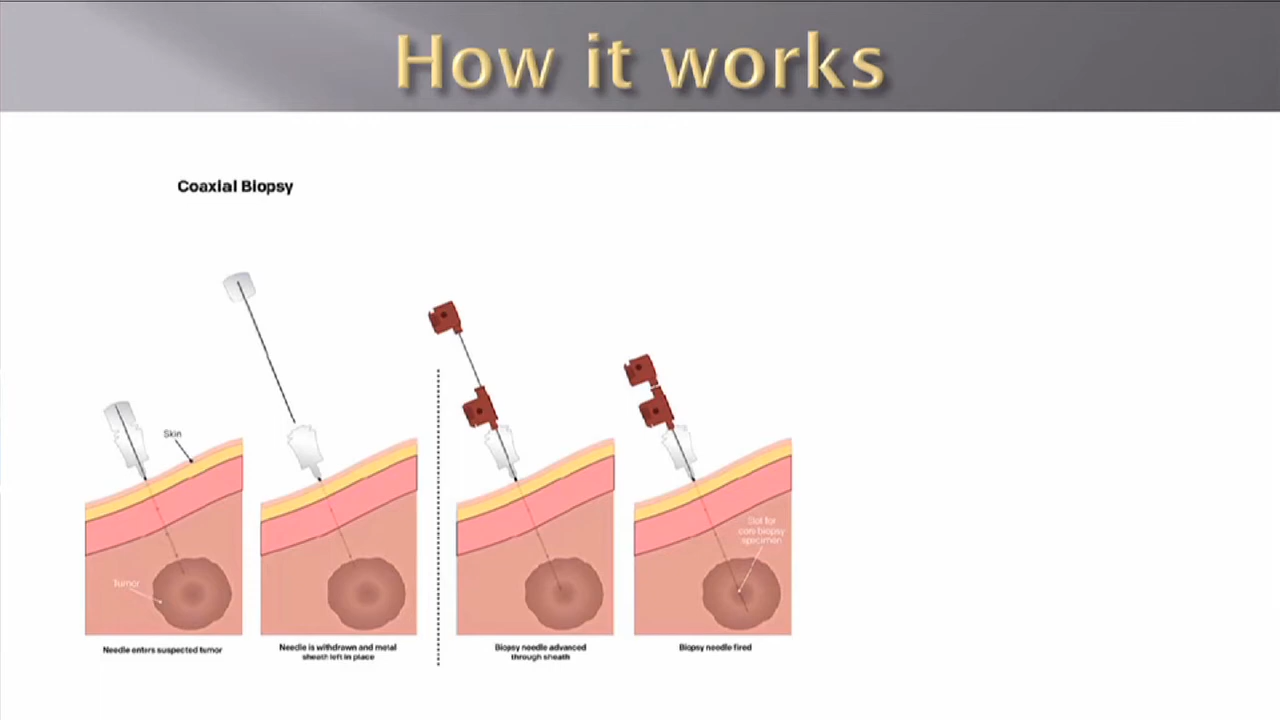 How it works
Coaxial Biopsy
Skin
Tumor
Slot for
core biopsy
specimen
Needle enters suspected tumor
Needle is withdrawn and metal
sheath left in place
Biopsy needle advanced
through sheath
Biopsy needle fired